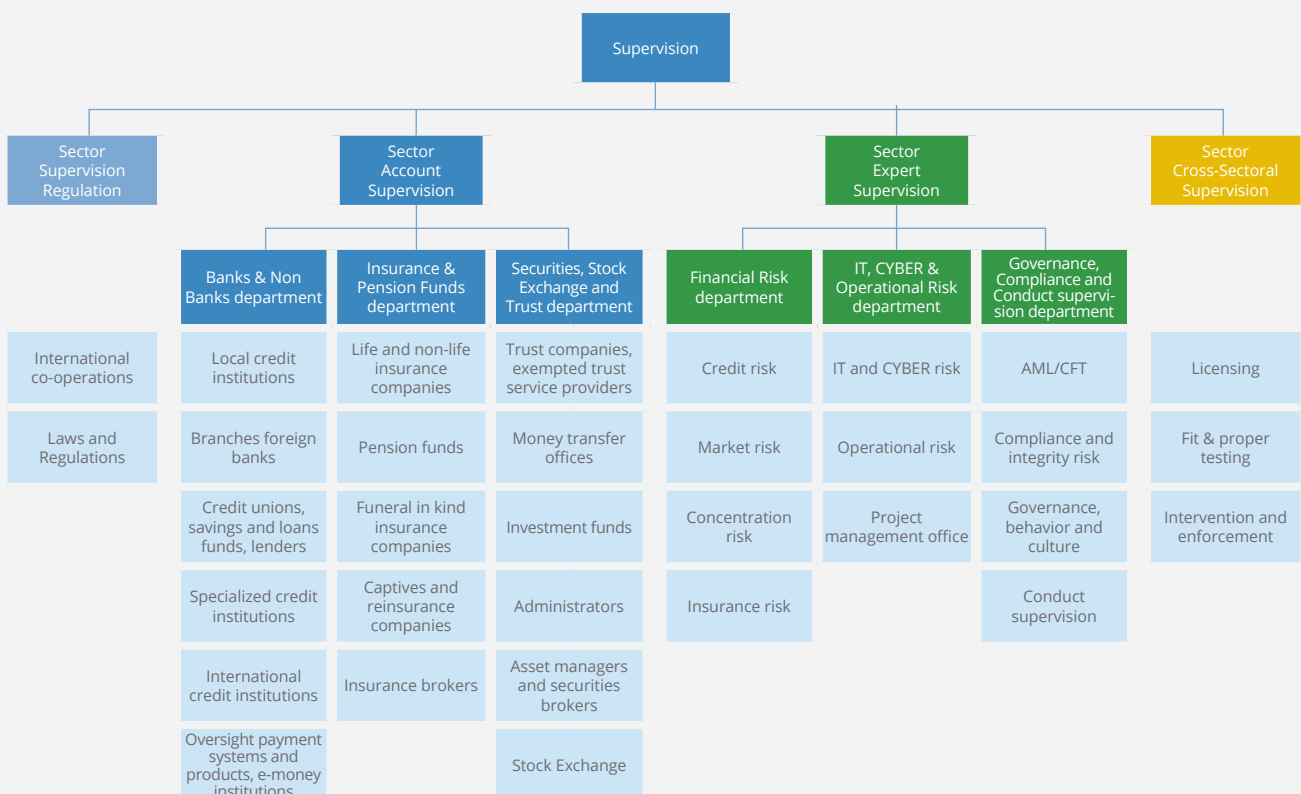 Supervision
Sector
Supervision
Regulation
Sector
Account
Supervision
Sector
Expert
Supervision
Sector
Cross-Sectoral
Supervision
Banks & Non
Banks department
Insurance &
Pension Funds
department
Securities, Stock
Exchange and
Trust department
Financial Risk
department
IT, CYBER &
Operational Risk
department
Governance,
Compliance and
Conduct supervi-
sion department
International
co-operations
Local credit
institutions
Life and non-life
insurance
companies
Trust companies,
exempted trust
service providers
Credit risk
IT and CYBER risk
AML/CFT
Licensing
Laws and
Regulations
Branches foreign
banks
Pension funds
Money transfer
offices
Market risk
Operational risk
Compliance and
integrity risk
Fit & proper
testing
Credit unions,
savings and loans
funds, lenders
Funeral in kind
insurance
companies
Investment funds
Concentration
risk
Project
management office
Governance,
behavior and
culture
Intervention and
enforcement
Specialized credit
institutions
Captives and
reinsurance
companies
Administrators
Insurance risk
Conduct
supervision
International
credit institutions
Insurance brokers
Asset managers
and securities
brokers
Oversight payment
systems and
products, e-money
institutions
Stock Exchange